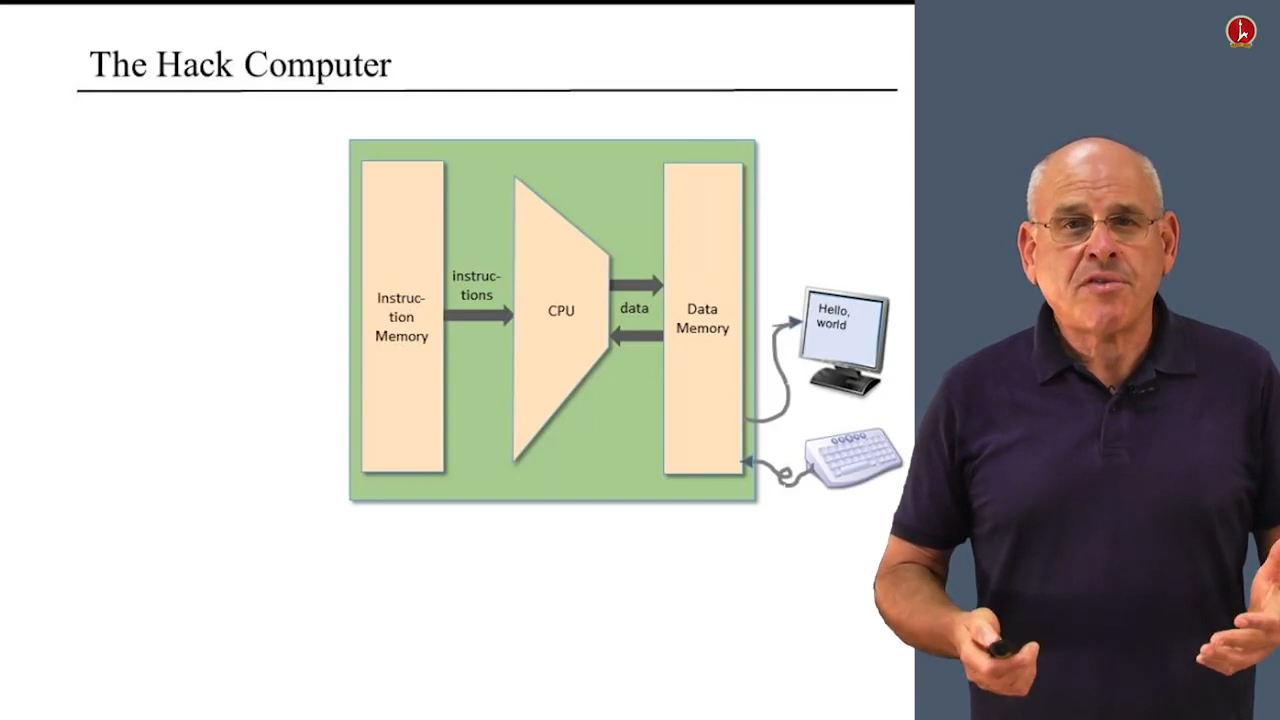 The Hack Computer
Instruc-
tion
Memory
instruc-
tions
CPU
data
Data
Memory
Hello,
world